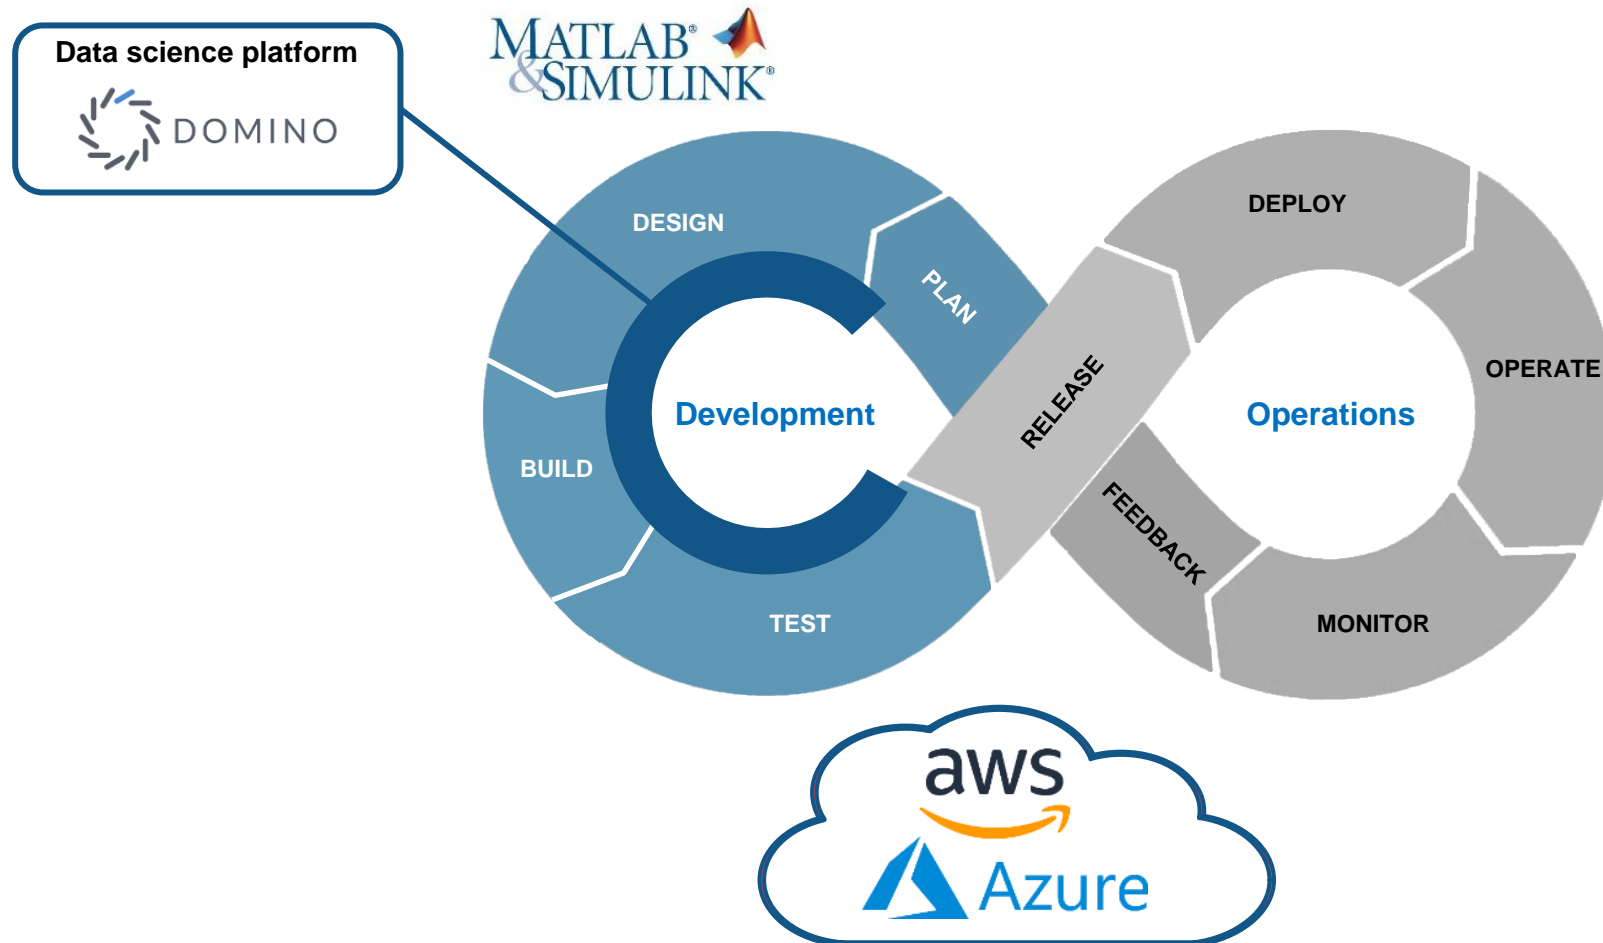 Data science platform
DOMINO
MATLAB®
&SIMULINK®
DESIGN
PLAN
BUILD
TEST
Development
RELEASE
DEPLOY
OPERATE
Operations
FEEDBACK
MONITOR
aws
Azure